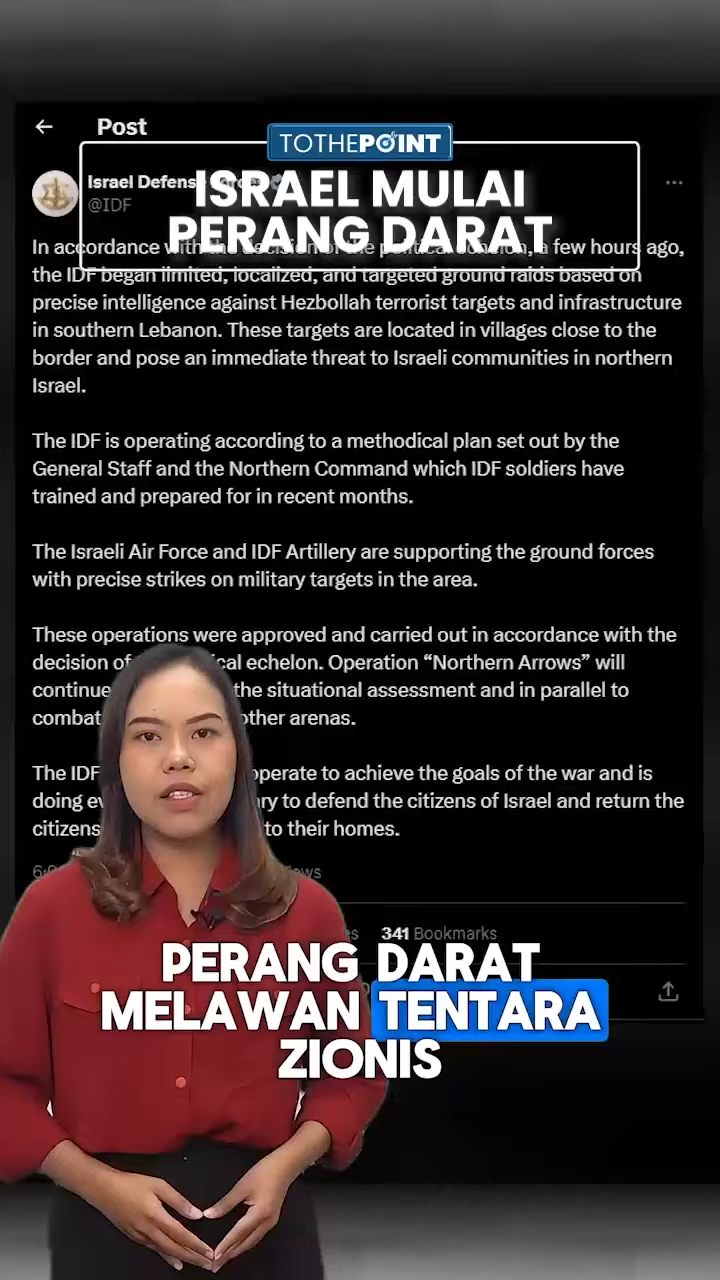 Post
TOTHEPOINT
ISRAEL MULAI
PERANG DARAT
Israel Defense
@IDF
In accordance with the decision of the political echelon, a few hours ago,
the IDF began limited, localized, and targeted ground raids based on
precise intelligence against Hezbollah terrorist targets and infrastructure
in southern Lebanon. These targets are located in villages close to the
border and pose an immediate threat to Israeli communities in northern
Israel.
The IDF is operating according to a methodical plan set out by the
General Staff and the Northern Command which IDF soldiers have
trained and prepared for in recent months.
The Israeli Air Force and IDF Artillery are supporting the ground forces
with precise strikes on military targets in the area.
These operations were approved and carried out in accordance with the
decision of echelon. Operation “Northern Arrows” will
continue the situational assessment and in parallel to
combat other arenas.
The IDF operate to achieve the goals of the war and is
doing to defend the citizens of Israel and return the
citizens to their homes.
341 Bookmarks
PERANG DARAT
MELAWAN TENTARA
ZIONIS